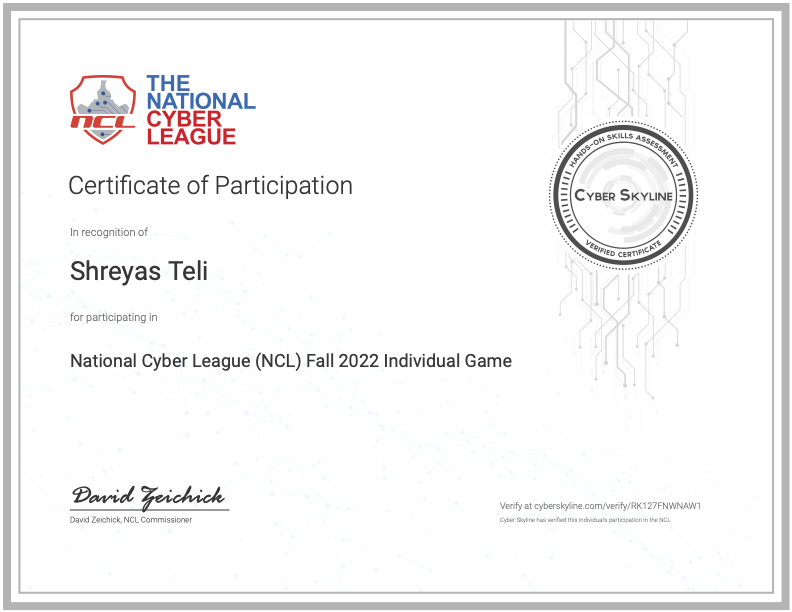 THE
NATIONAL
CYBER
LEAGUE
NCL
Certificate of Participation
In recognition of
Shreyas Teli
for participating in
National Cyber League (NCL) Fall 2022 Individual Game
HANDS-ON SKILLS ASSESSMENT
CYBER SKYLINE
VERIFIED CERTIFICATE
David Zeichick
David Zeichick, NCL Commissioner
Verify at cyberskyline.com/verify/RK127FNWNAW1
Cyber Skyline has verified this individual's participation in the NCL.